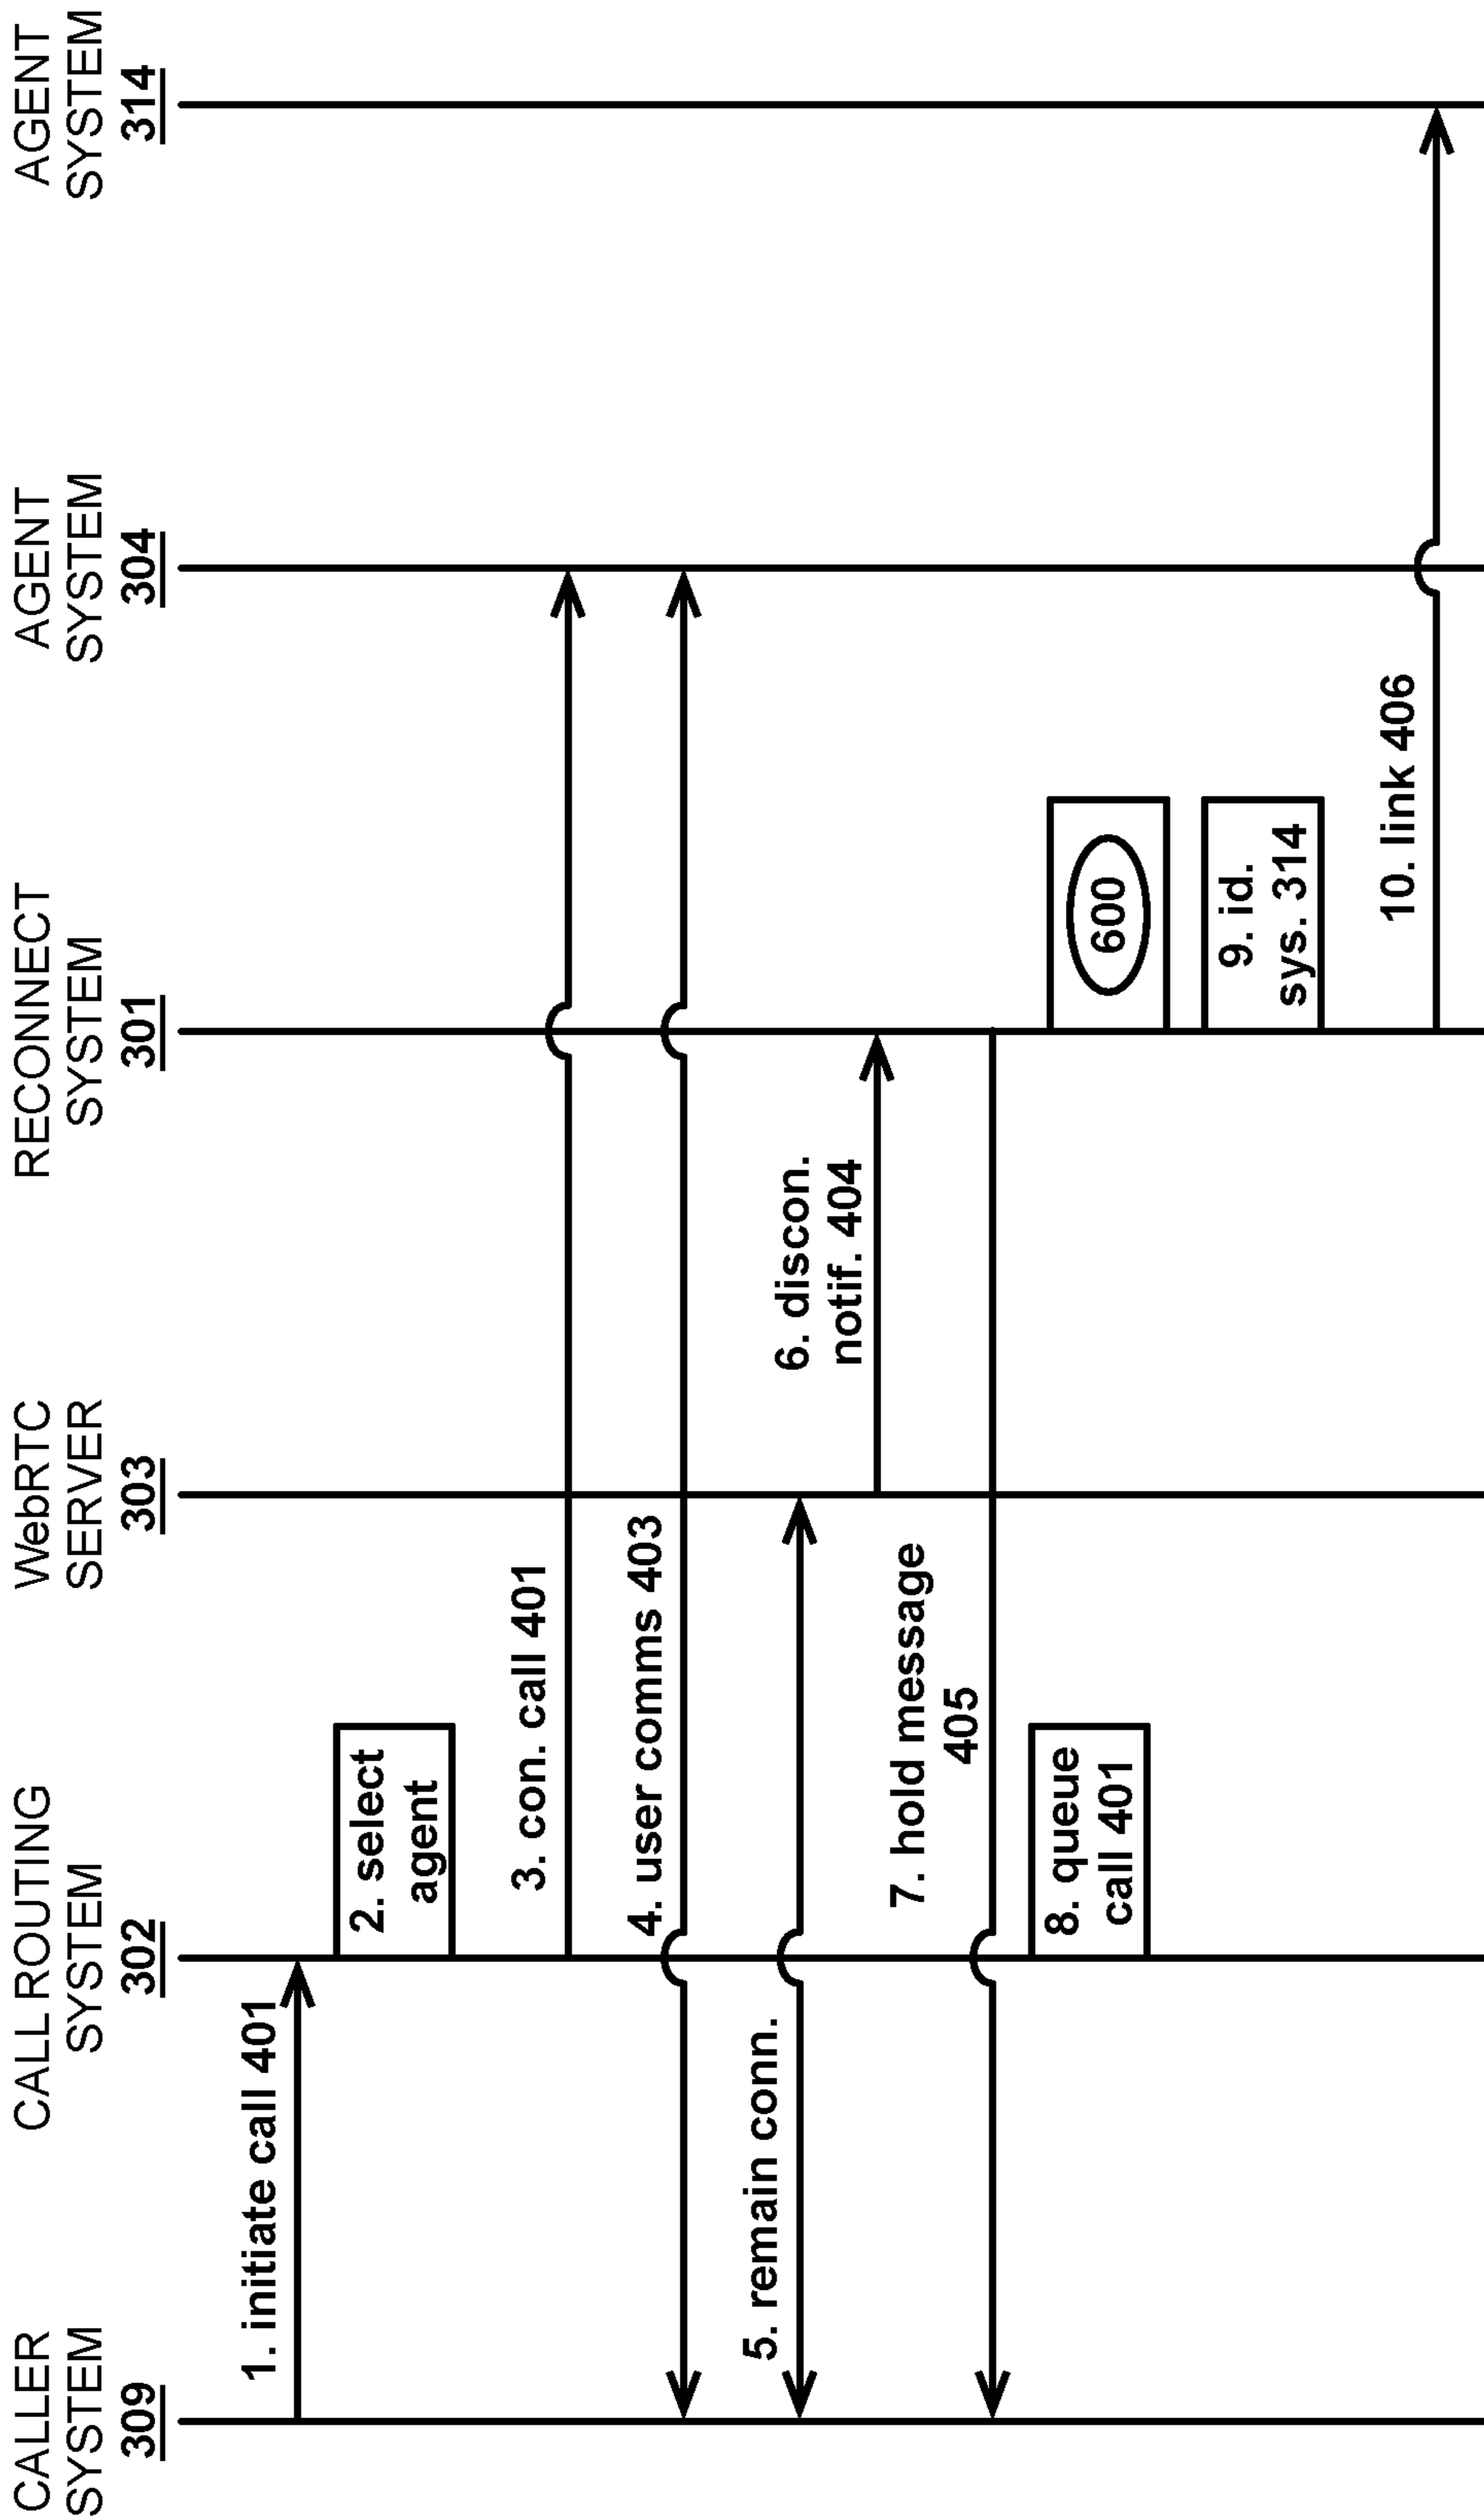 CALLER
SYSTEM
309
CALL ROUTING
SYSTEM
302
WebRTC
SERVER
303
RECONNECT
SYSTEM
301
AGENT
SYSTEM
304
AGENT
SYSTEM
314
1. initiate call 401
2. select
agent
3. con. call 401
4. user comms 403
5. remain conn.
6. discon.
notif. 404
7. hold message
405
8. queue
call 401
600
9. id.
sys. 314
10. link 406